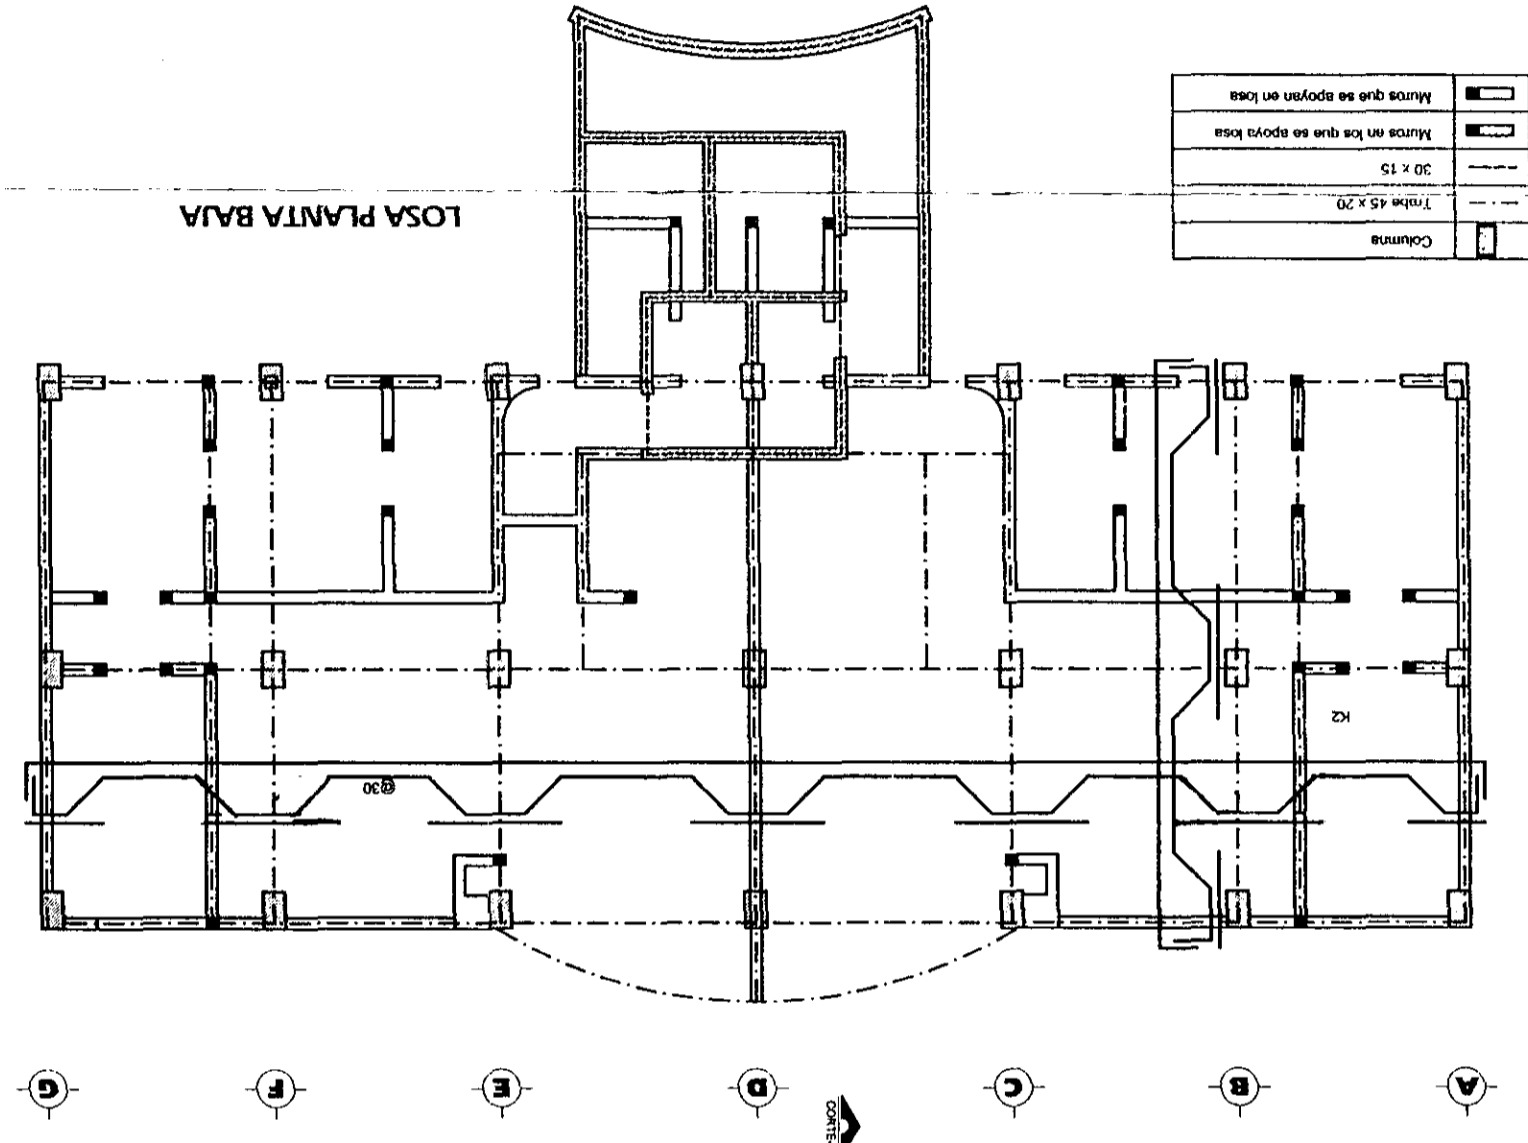 A
B
C
D
E
F
G
CORTE-
@30
K2
Columna
Trabe 45 x 20
30 x 15
Muros en los que se apoya losa
Muros que se apoyan en losa
LOSA PLANTA BAJA